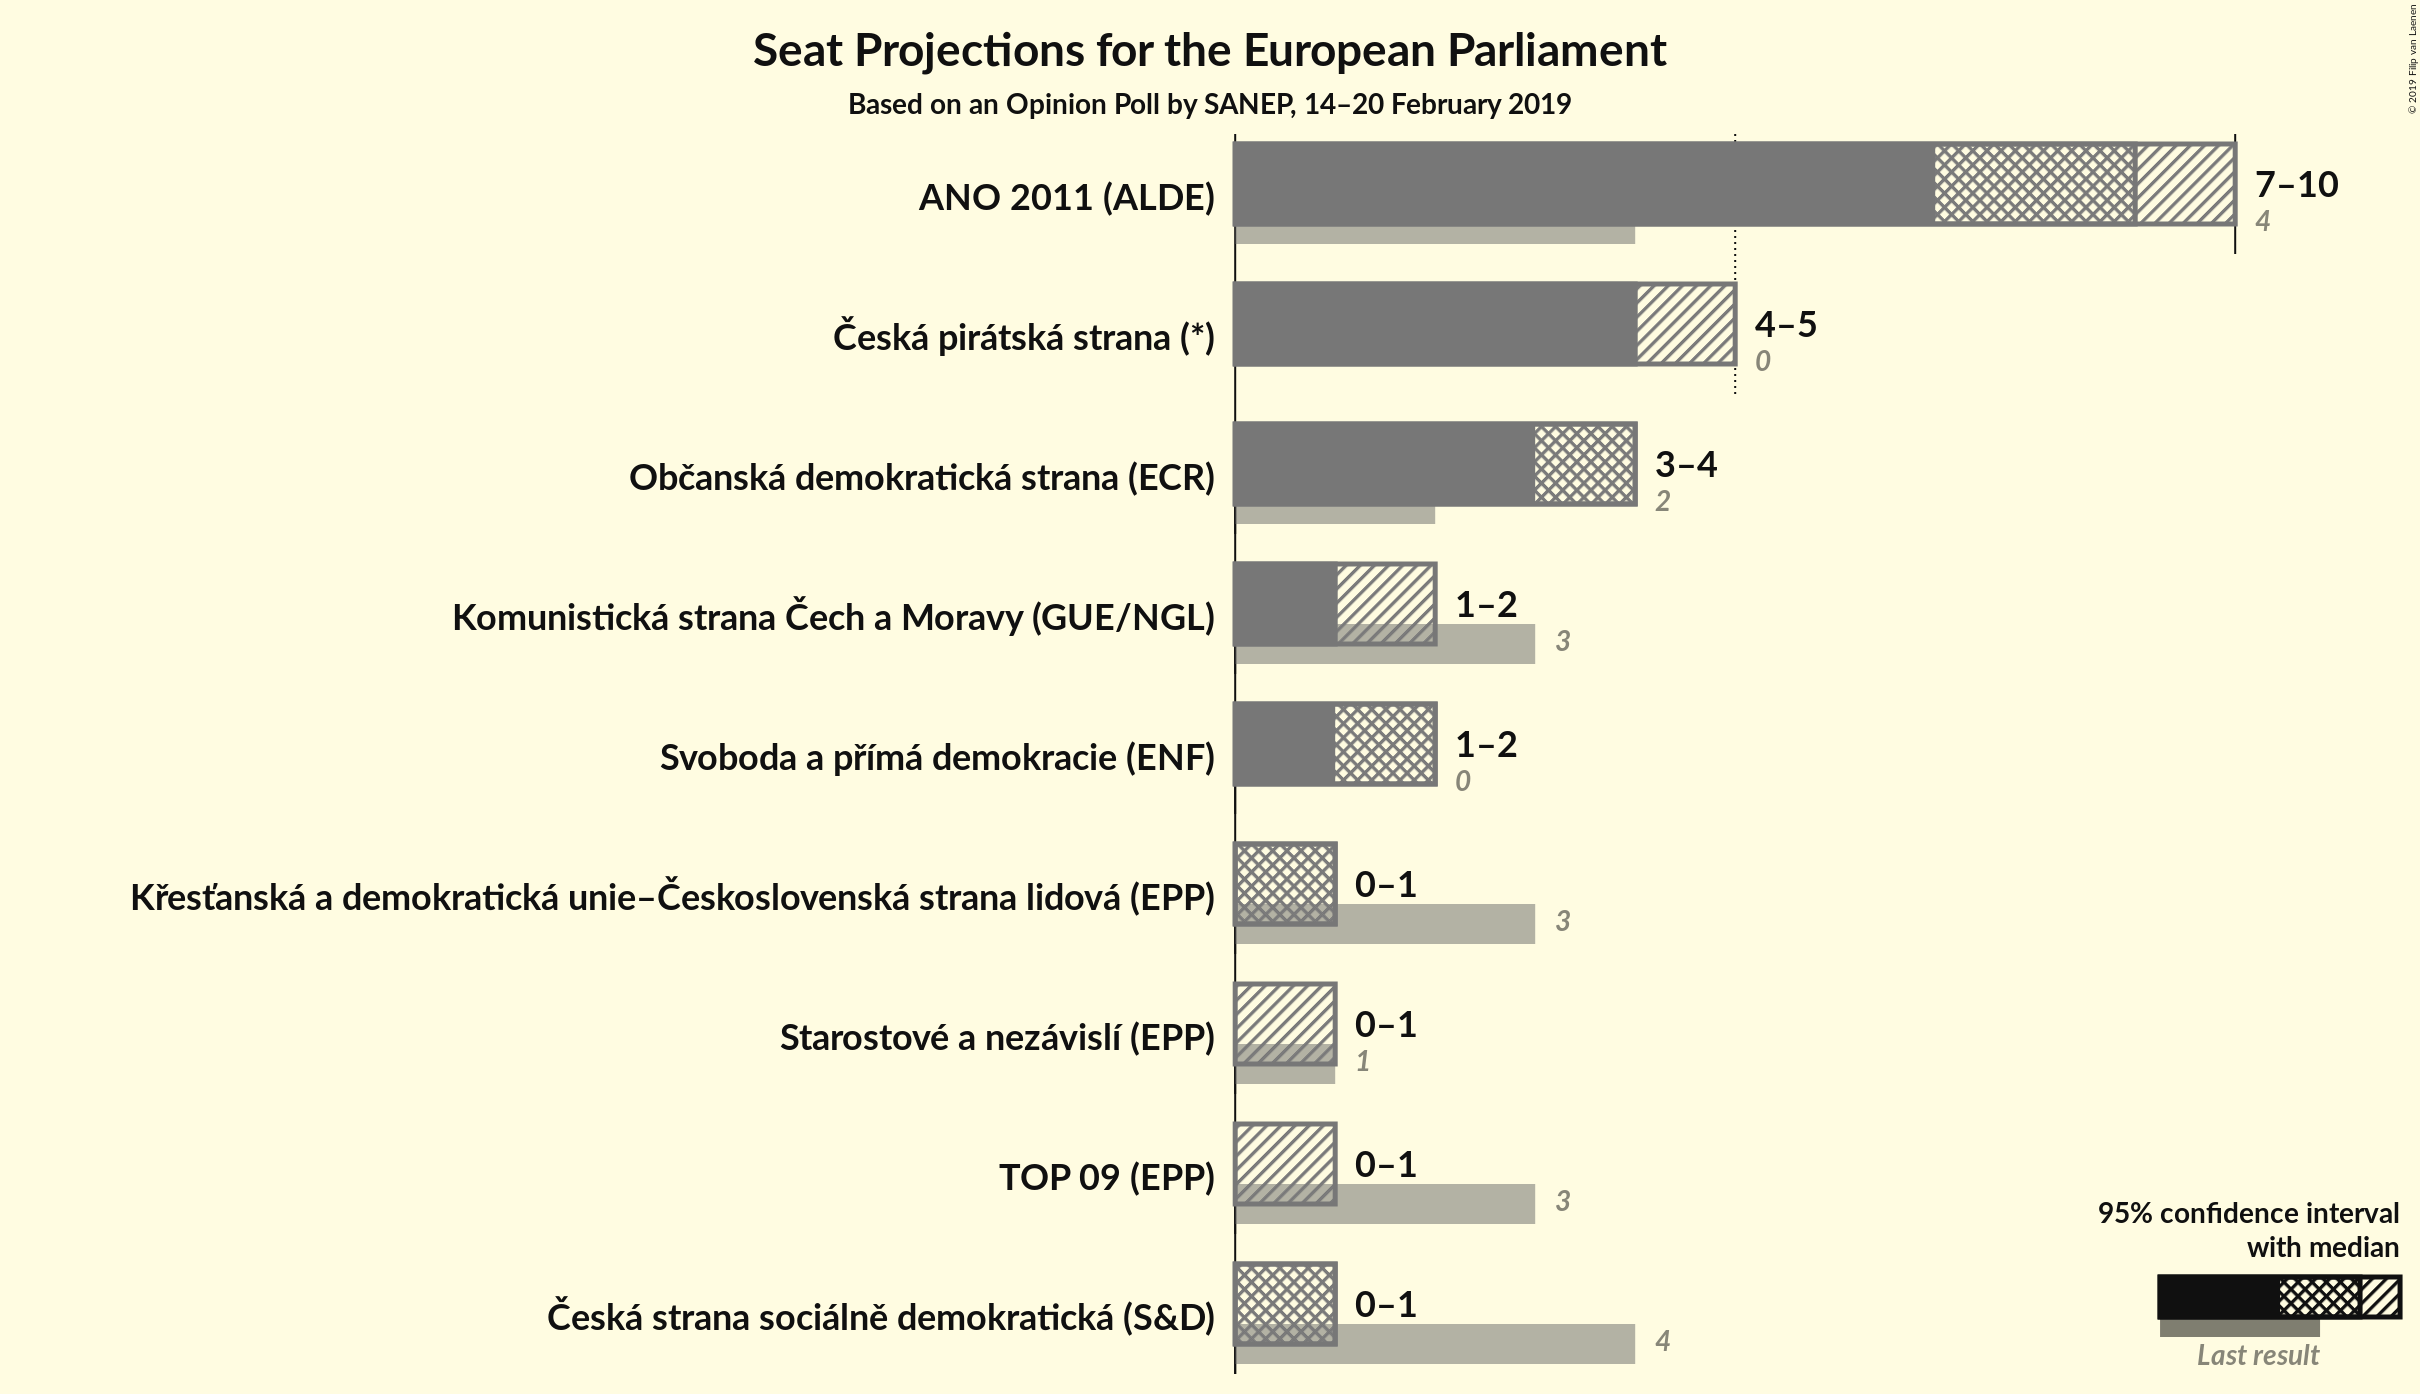 Seat Projections for the European Parliament
Based on an Opinion Poll by SANEP, 14–20 February 2019
© 2019 Filip van Laenen
ANO 2011 (ALDE)
7–10
4
Česká pirátská strana (*)
4–5
0
Občanská demokratická strana (ECR)
3–4
2
Komunistická strana Čech a Moravy (GUE/NGL)
1–2
3
Svoboda a přímá demokracie (ENF)
1–2
0
Křesťanská a demokratická unie–Československá strana lidová (EPP)
0–1
3
Starostové a nezávislí (EPP)
0–1
1
TOP 09 (EPP)
0–1
3
Česká strana sociálně demokratická (S&D)
0–1
4
95% confidence interval
with median
Last result